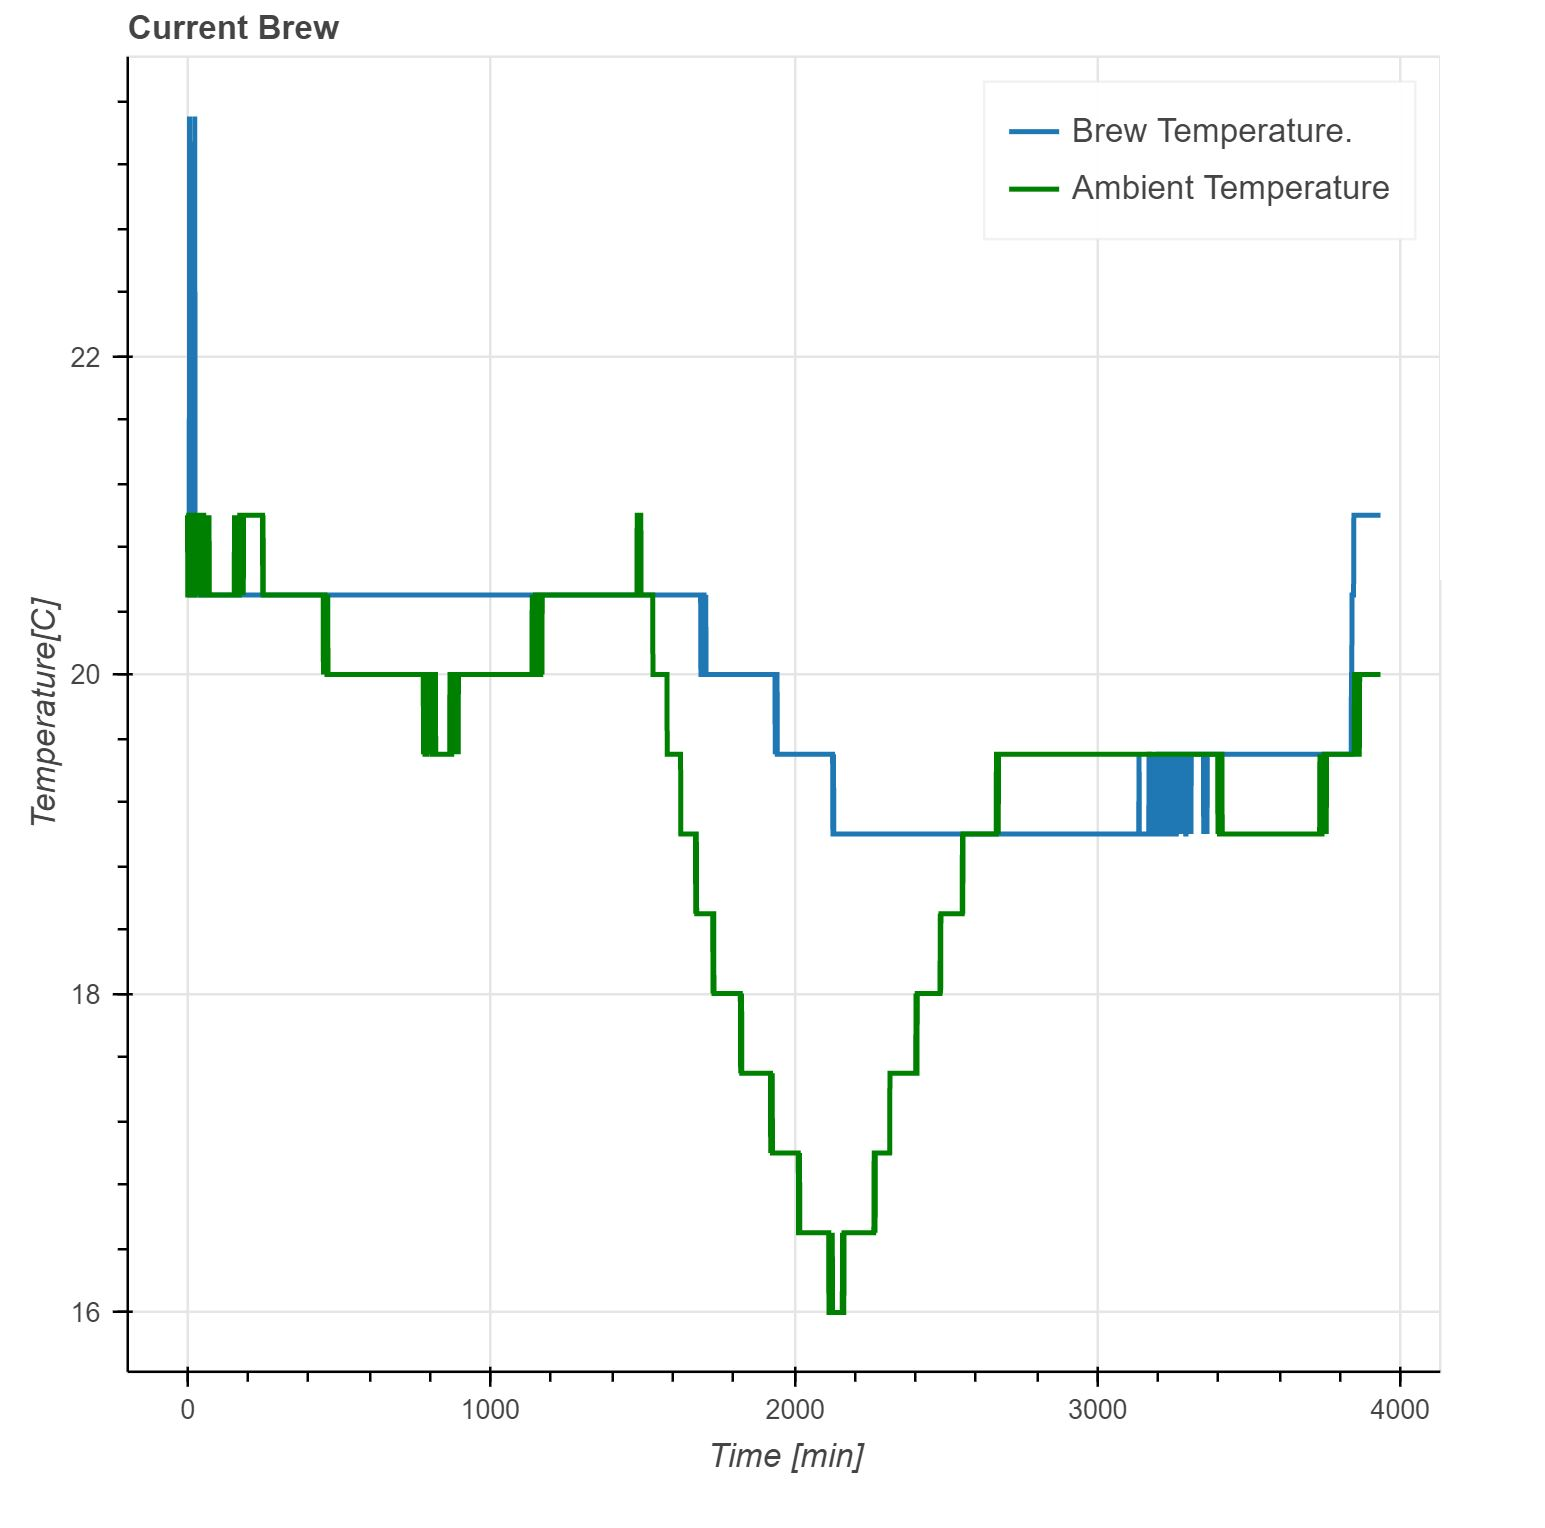 Current Brew
Brew Temperature.
Ambient Temperature
22
20
18
16
Temperature[C]
0 1000 2000 3000 4000
Time [min]